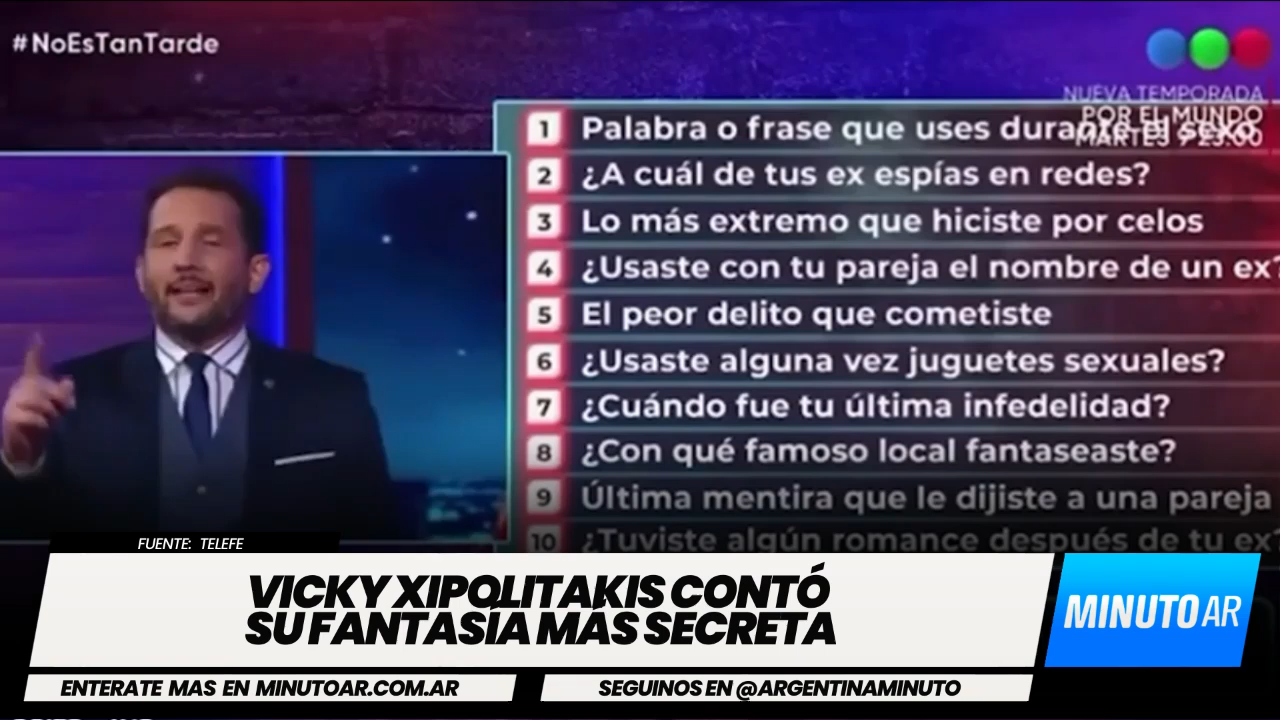 #NoEsTanTarde
NUEVA TEMPORADA
POR EL MUNDO
MARTES 9 23:00
1 Palabra o frase que uses durante el sexo
2 ¿A cuál de tus ex espías en redes?
3 Lo más extremo que hiciste por celos
4 ¿Usaste con tu pareja el nombre de un ex?
5 El peor delito que cometiste
6 ¿Usaste alguna vez juguetes sexuales?
7 ¿Cuándo fue tu última infedelidad?
8 ¿Con qué famoso local fantaseaste?
9 Última mentira que le dijiste a una pareja
10 ¿Tuviste algún romance después de tu ex?
FUENTE: TELEFE
VICKY XIPOLITAKIS CONTÓ
SU FANTASÍA MÁS SECRETA
MINUTO AR
ENTERATE MAS EN MINUTOAR.COM.AR
SEGUINOS EN @ARGENTINAMINUTO